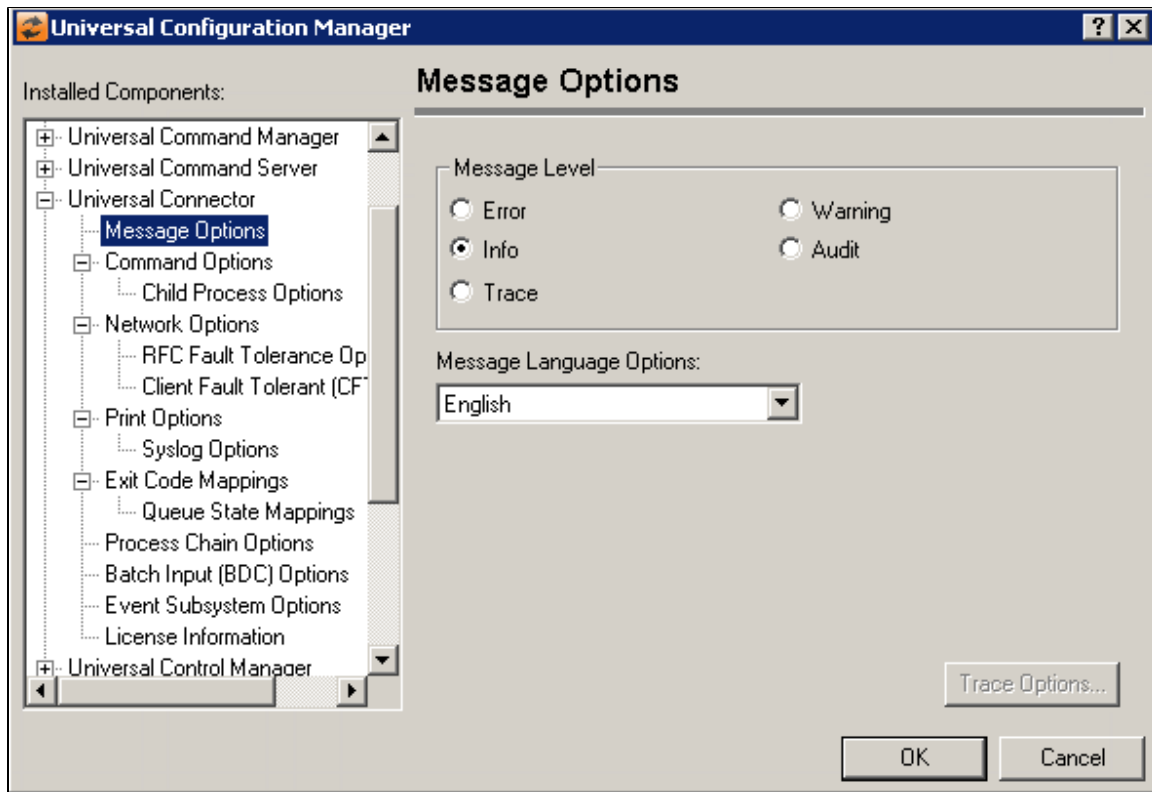 Universal Configuration Manager
Installed Components:
Universal Command Manager
Universal Command Server
Universal Connector
Message Options
Command Options
Child Process Options
Network Options
RFC Fault Tolerance Op
Client Fault Tolerant (CFT
Print Options
Syslog Options
Exit Code Mappings
Queue State Mappings
Process Chain Options
Batch Input (BDC) Options
Event Subsystem Options
License Information
Universal Control Manager
Message Options
Message Level
Error
Warning
Info
Audit
Trace
Message Language Options:
English
Trace Options...
OK
Cancel